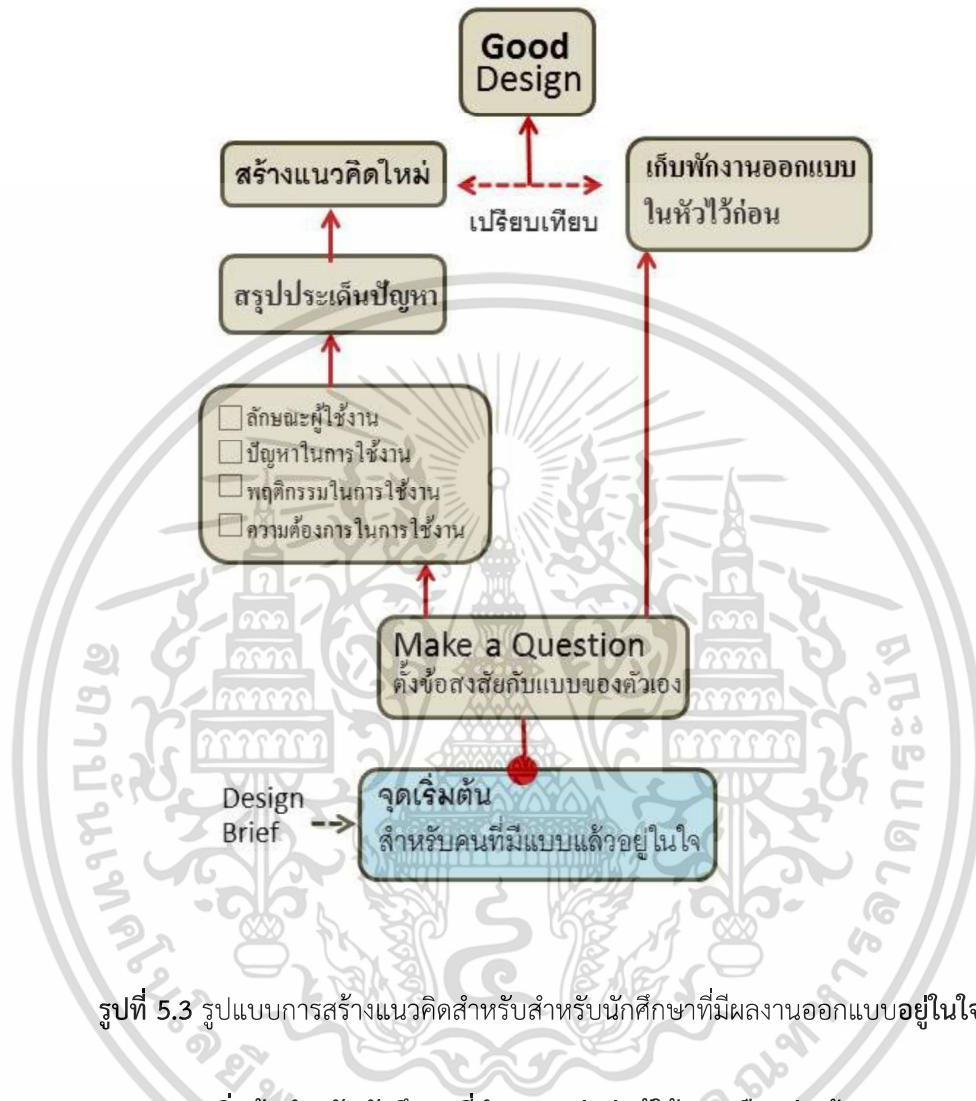 Good
Design
สร้างแนวคิดใหม่
เปรียบเทียบ
เก็บพักงานออกแบบ
ในหัวไว้ก่อน
สรุปประเด็นปัญหา
ลักษณะผู้ใช้งาน
ปัญหาในการใช้งาน
พฤติกรรมในการใช้งาน
ความต้องการในการใช้งาน
Make a Question
ตั้งข้อสงสัยกับแบบของตัวเอง
Design
Brief
จุดเริ่มต้น
สำหรับคนที่มีแบบแล้วอยู่ในใจ
รูปที่ 5.3 รูปแบบการสร้างแนวคิดสำหรับสำหรับนักศึกษาที่มีผลงานออกแบบอยู่ในใจ